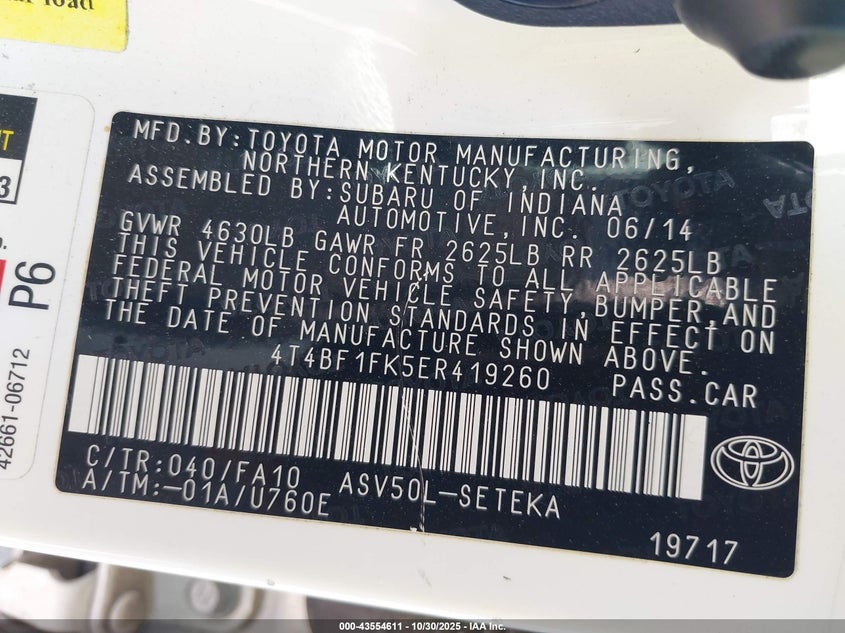 MFD.BY:TOYOTA MOTOR MANUFACTURING,
NORTHERN KENTUCKY,INC.
ASSEMBLED BY:SUBARU OF INDIANA
AUTOMOTIVE,INC. 06/14
GVWR 4630LB GAWR FR 2625LB RR 2625LB
THIS VEHICLE CONFORMS TO ALL APPLICABLE
FEDERAL MOTOR VEHICLE SAFETY,BUMPER,AND
THEFT PREVENTION STANDARDS IN EFFECT ON
THE DATE OF MANUFACTURE SHOWN ABOVE.
4T4BF1FK5ER419260 PASS.CAR
C/TR:040/FA10
A/TM:-01A/U760E ASV50L-SETEKA
19717
P6
42661-06712
000-43554611 - 10/30/2025 - IAA Inc.